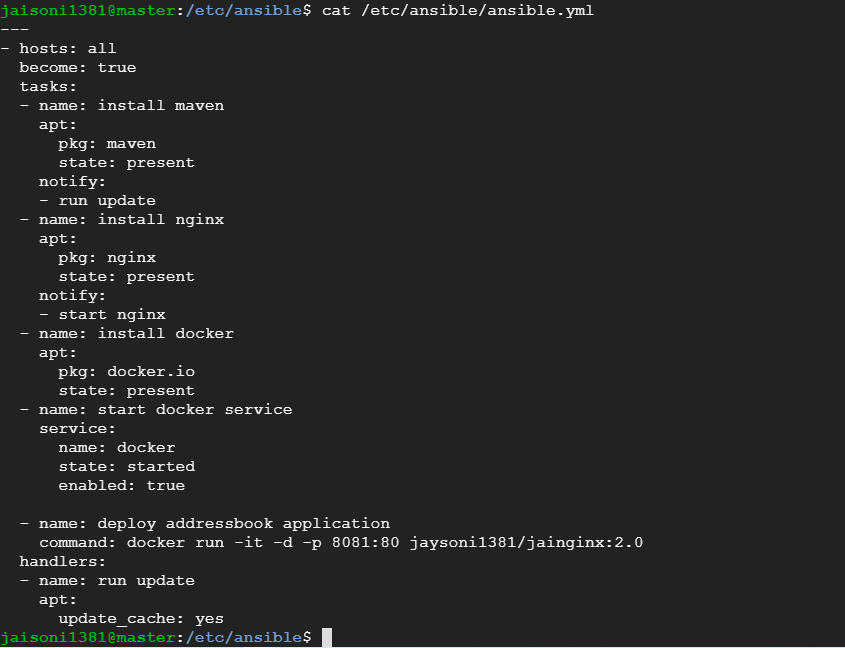 jaisoni1381@master:/etc/ansible$ cat /etc/ansible/ansible.yml
---
- hosts: all
  become: true
  tasks:
  - name: install maven
    apt:
      pkg: maven
      state: present
    notify:
    - run update
  - name: install nginx
    apt:
      pkg: nginx
      state: present
    notify:
    - start nginx
  - name: install docker
    apt:
      pkg: docker.io
      state: present
  - name: start docker service
    service:
      name: docker
      state: started
      enabled: true

  - name: deploy addressbook application
    command: docker run -it -d -p 8081:80 jaysoni1381/jainginx:2.0
  handlers:
  - name: run update
    apt:
      update_cache: yes
jaisoni1381@master:/etc/ansible$